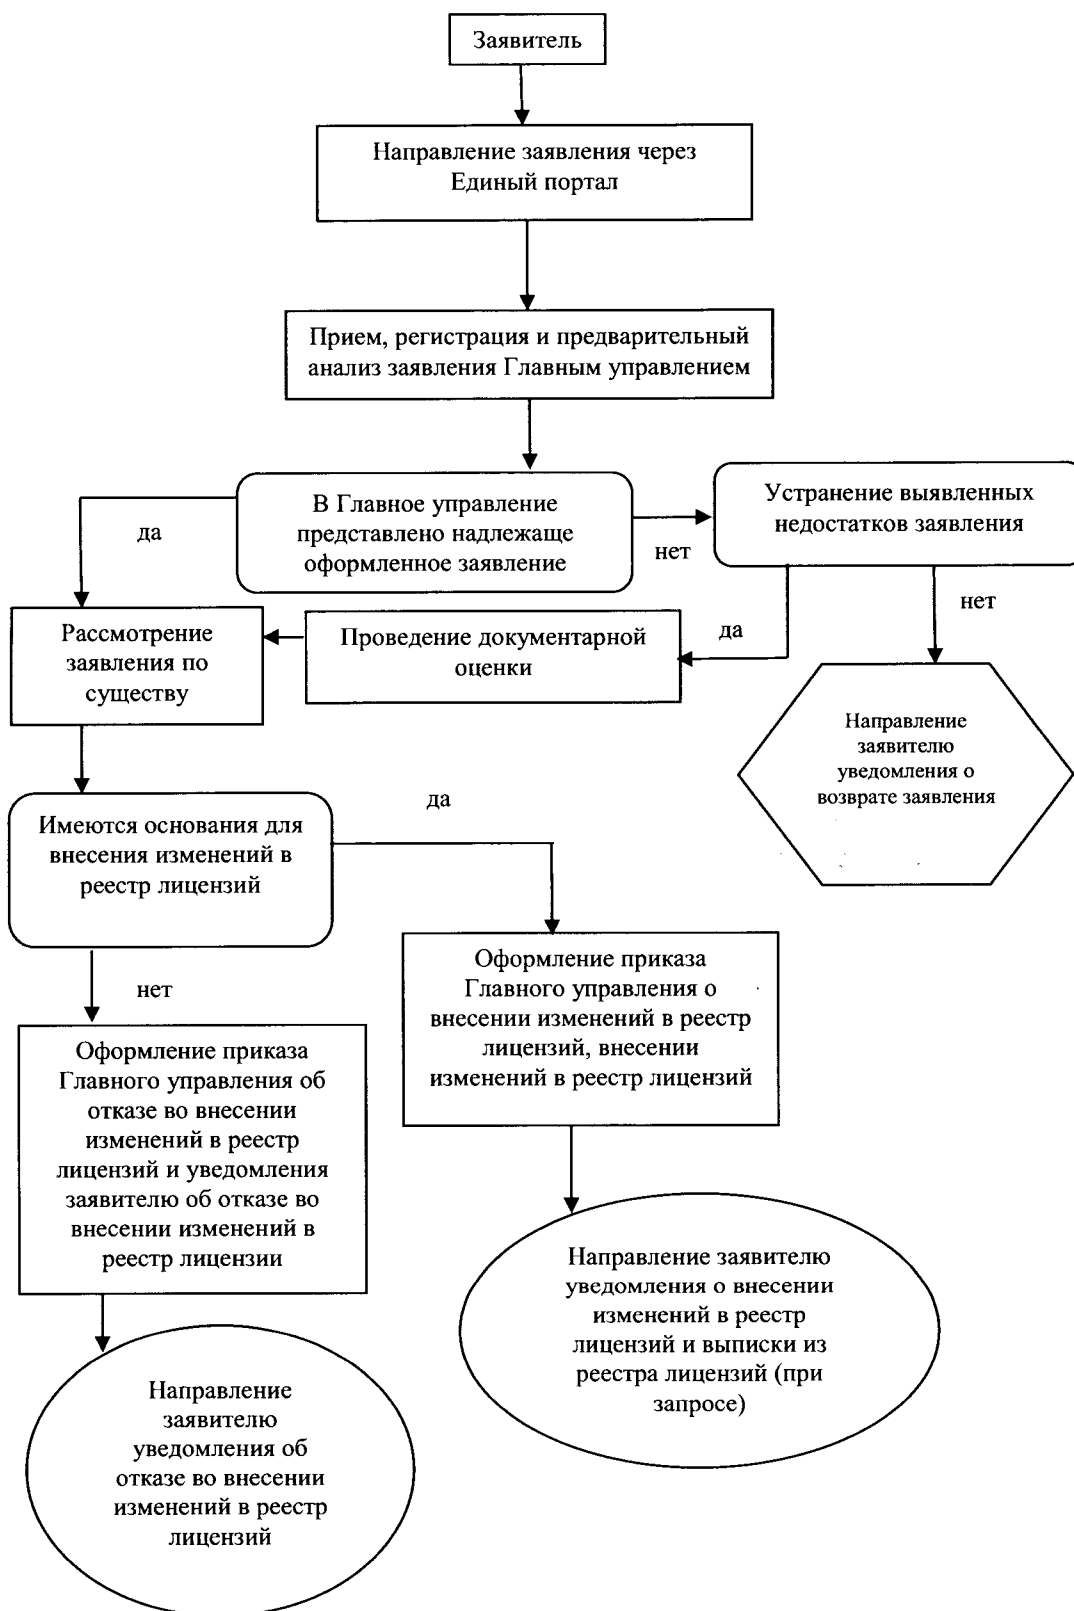 Заявитель
Направление заявления через
Единый портал
Прием, регистрация и предварительный
анализ заявления Главным управлением
В Главное управление
представлено надлежаще
оформленное заявление
да
нет
Устранение выявленных
недостатков заявления
да
нет
Проведение документарной
оценки
Рассмотрение
заявления по
существу
Направление
заявителю
уведомления о
возврате заявления
Имеются основания для
внесения изменений в
реестр лицензий
да
нет
Оформление приказа
Главного управления о
внесении изменений в реестр
лицензий, внесении
изменений в реестр лицензий
Оформление приказа
Главного управления об
отказе во внесении
изменений в реестр
лицензий и уведомления
заявителю об отказе во
внесении изменений в
реестр лицензии
Направление заявителю
уведомления о внесении
изменений в реестр
лицензий и выписки из
реестра лицензий (при
запросе)
Направление
заявителю
уведомления об
отказе во внесении
изменений в реестр
лицензий